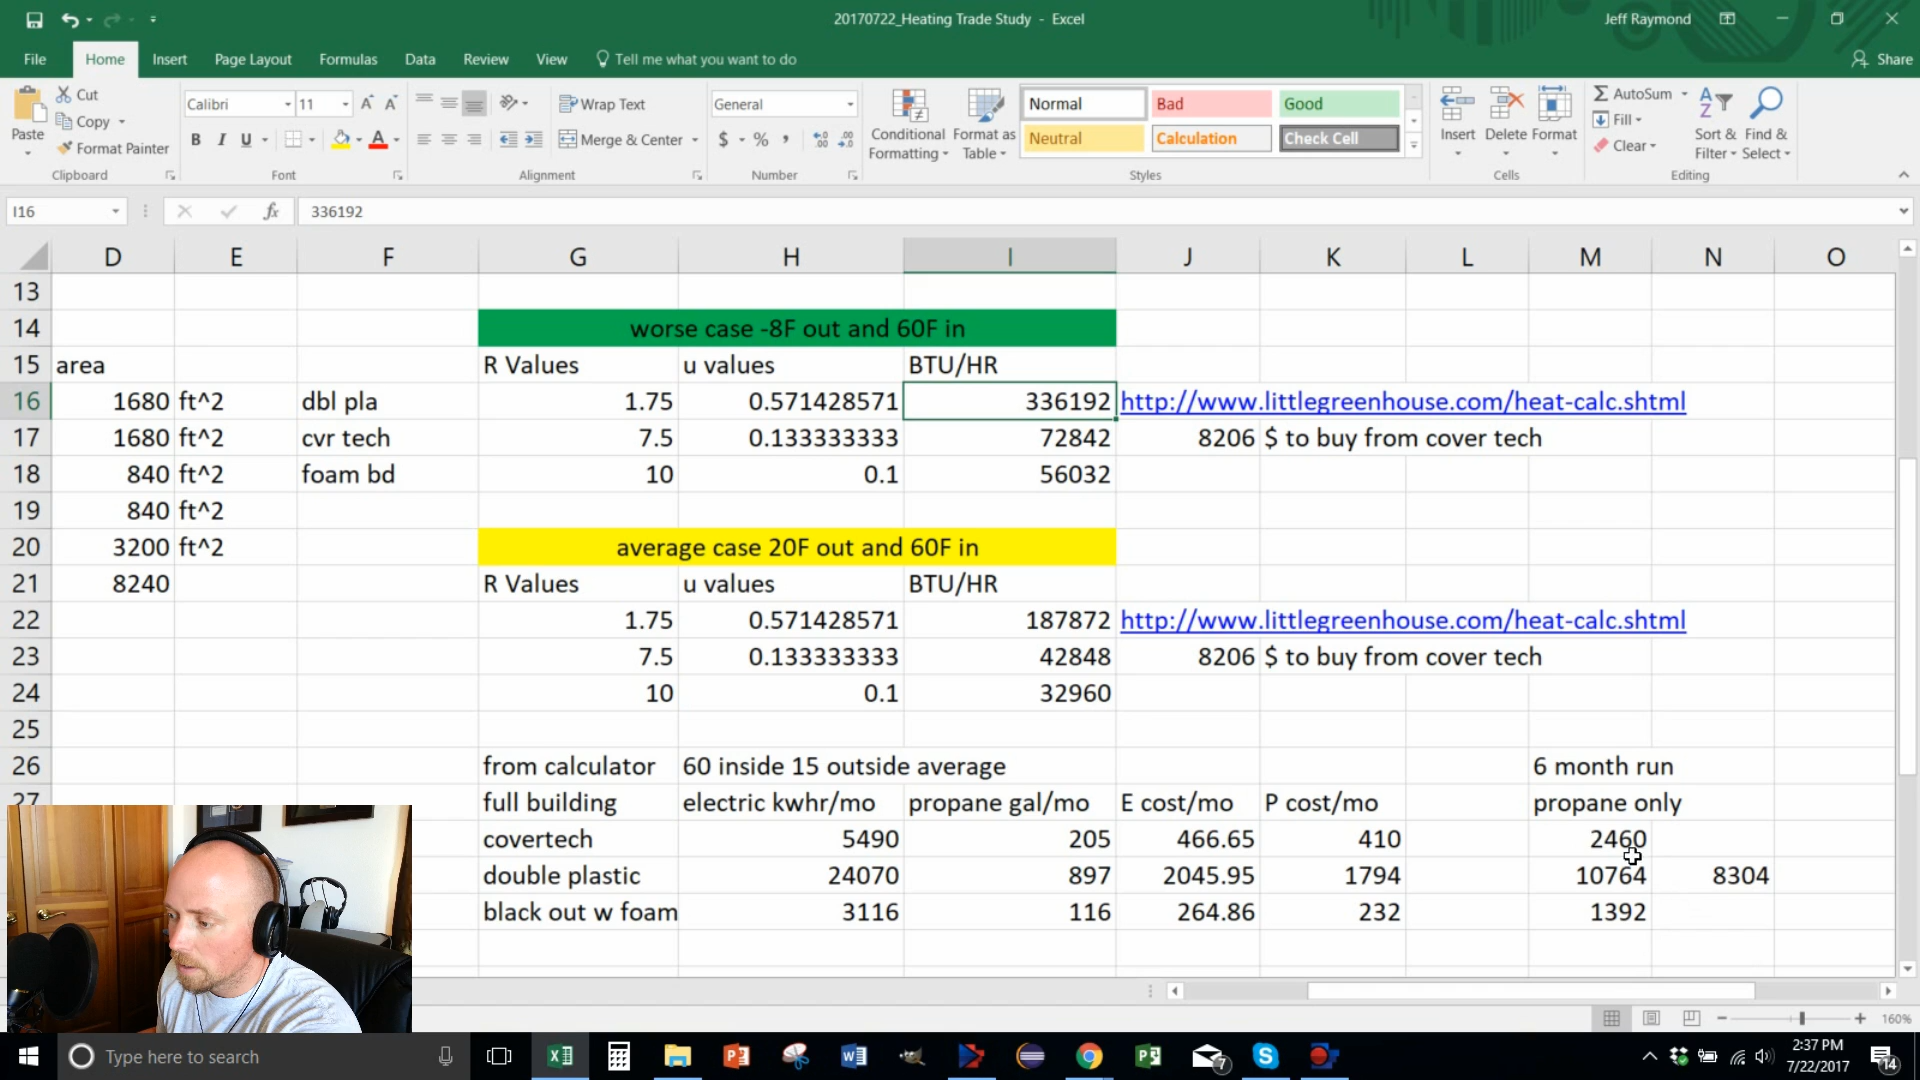 20170722_Heating Trade Study - Excel
Jeff Raymond
File Home Insert Page Layout Formulas Data Review View Tell me what you want to do Share
Paste
Cut
Copy
Format Painter
Clipboard
Calibri 11
B I U
Font
Wrap Text
Merge & Center
Alignment
General
$ % ,
Number
Conditional Formatting
Format as Table
Normal Bad Good
Neutral Calculation Check Cell
Styles
Insert Delete Format
Cells
AutoSum
Fill
Clear
Sort & Filter
Find & Select
Editing
I16 fx 336192
D E F G H I J K L M N O
13
14 worse case -8F out and 60F in
15 area R Values u values BTU/HR
16 1680 ft^2 dbl pla 1.75 0.571428571 336192 http://www.littlegreenhouse.com/heat-calc.shtml
17 1680 ft^2 cvr tech 7.5 0.133333333 72842 8206 $ to buy from cover tech
18 840 ft^2 foam bd 10 0.1 56032
19 840 ft^2
20 3200 ft^2 average case 20F out and 60F in
21 8240 R Values u values BTU/HR
22 1.75 0.571428571 187872 http://www.littlegreenhouse.com/heat-calc.shtml
23 7.5 0.133333333 42848 8206 $ to buy from cover tech
24 10 0.1 32960
25
26 from calculator 60 inside 15 outside average 6 month run
27 full building electric kwhr/mo propane gal/mo E cost/mo P cost/mo propane only
covertech 5490 205 466.65 410 2460
double plastic 24070 897 2045.95 1794 10764 8304
black out w foam 3116 116 264.86 232 1392
160%
Type here to search
7
2:37 PM
7/22/2017
14